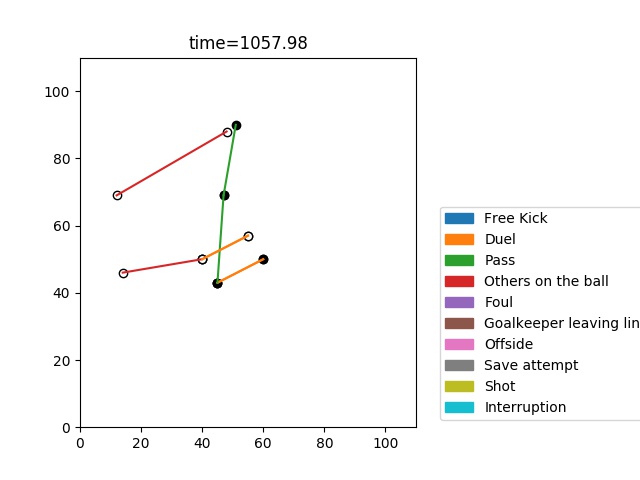 time=1057.98
100
80
60
40
20
0
0 20 40 60 80 100
Free Kick
Duel
Pass
Others on the ball
Foul
Goalkeeper leaving lin
Offside
Save attempt
Shot
Interruption